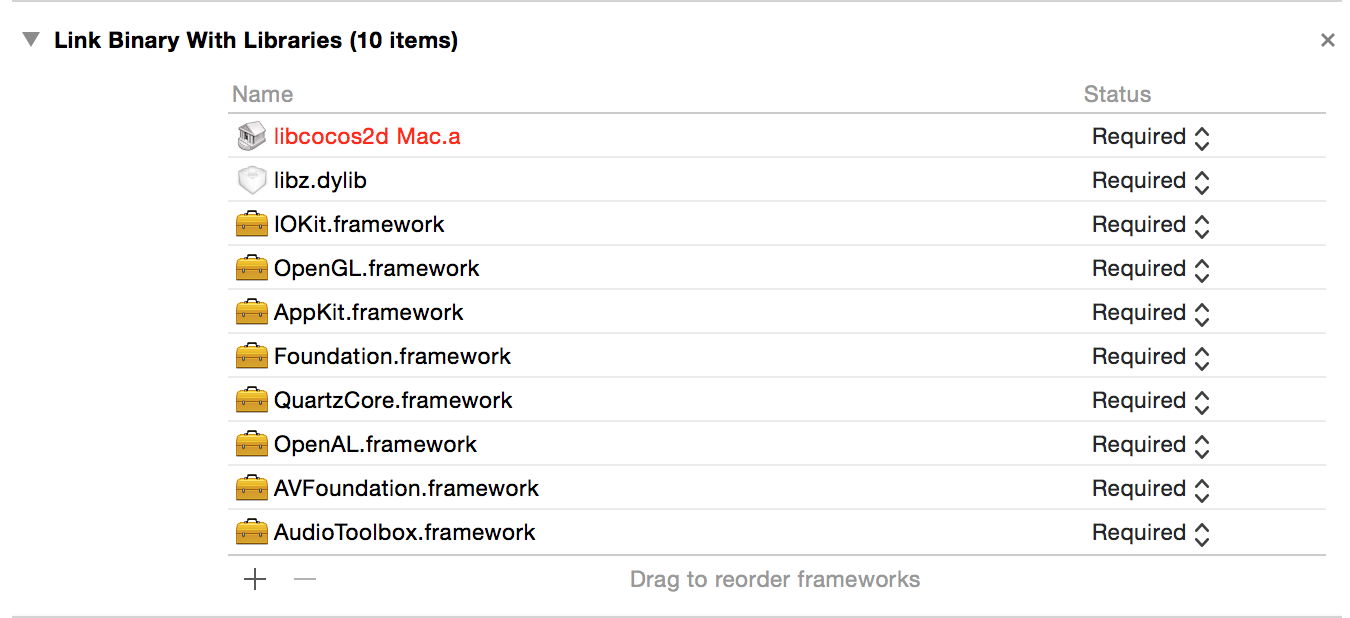 Link Binary With Libraries (10 items)
Name Status
libcocos2d Mac.a Required
libz.dylib Required
IOKit.framework Required
OpenGL.framework Required
AppKit.framework Required
Foundation.framework Required
QuartzCore.framework Required
OpenAL.framework Required
AVFoundation.framework Required
AudioToolbox.framework Required
Drag to reorder frameworks